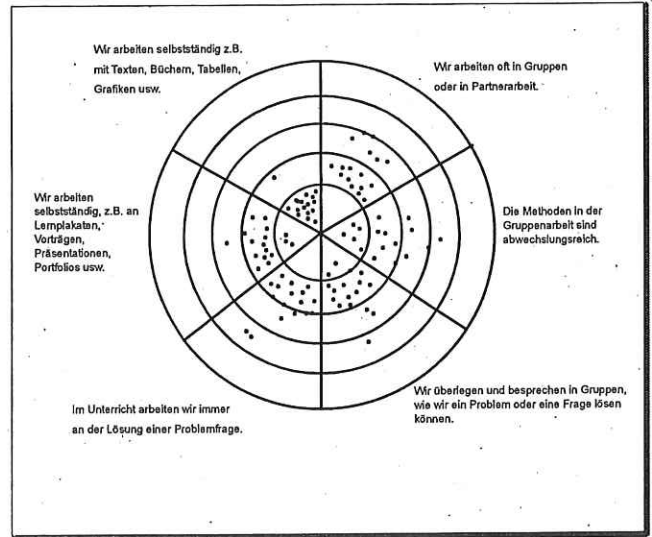 Wir arbeiten selbstständig z.B.
mit Texten, Büchern, Tabellen,
Grafiken usw.
Wir arbeiten oft in Gruppen
oder in Partnerarbeit.
Wir arbeiten
selbstständig, z.B. an
Lernplakaten,
Vorträgen,
Präsentationen,
Portfolios usw.
Die Methoden in der
Gruppenarbeit sind
abwechslungsreich.
Im Unterricht arbeiten wir immer
an der Lösung einer Problemfrage.
Wir überlegen und besprechen in Gruppen,
wie wir ein Problem oder eine Frage lösen
können.